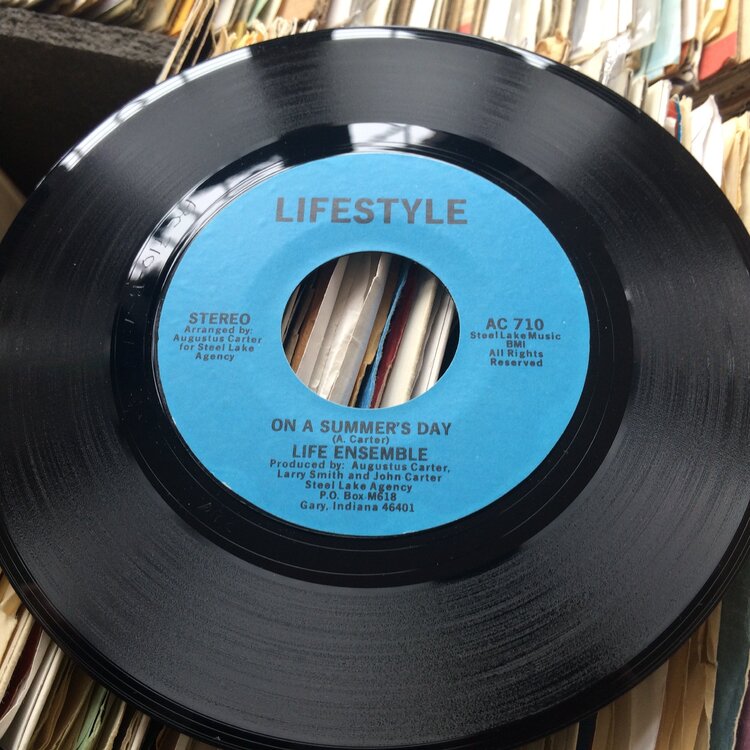 LIFESTYLE
STEREO
Arranged by:
Augustus Carter
for Steel Lake
Agency
AC 710
Steel Lake Music
BMI
All Rights
Reserved
ON A SUMMER'S DAY
(A. Carter)
LIFE ENSEMBLE
Produced by: Augustus Carter,
Larry Smith and John Carter
Steel Lake Agency
P.O. Box M618
Gary, Indiana 46401